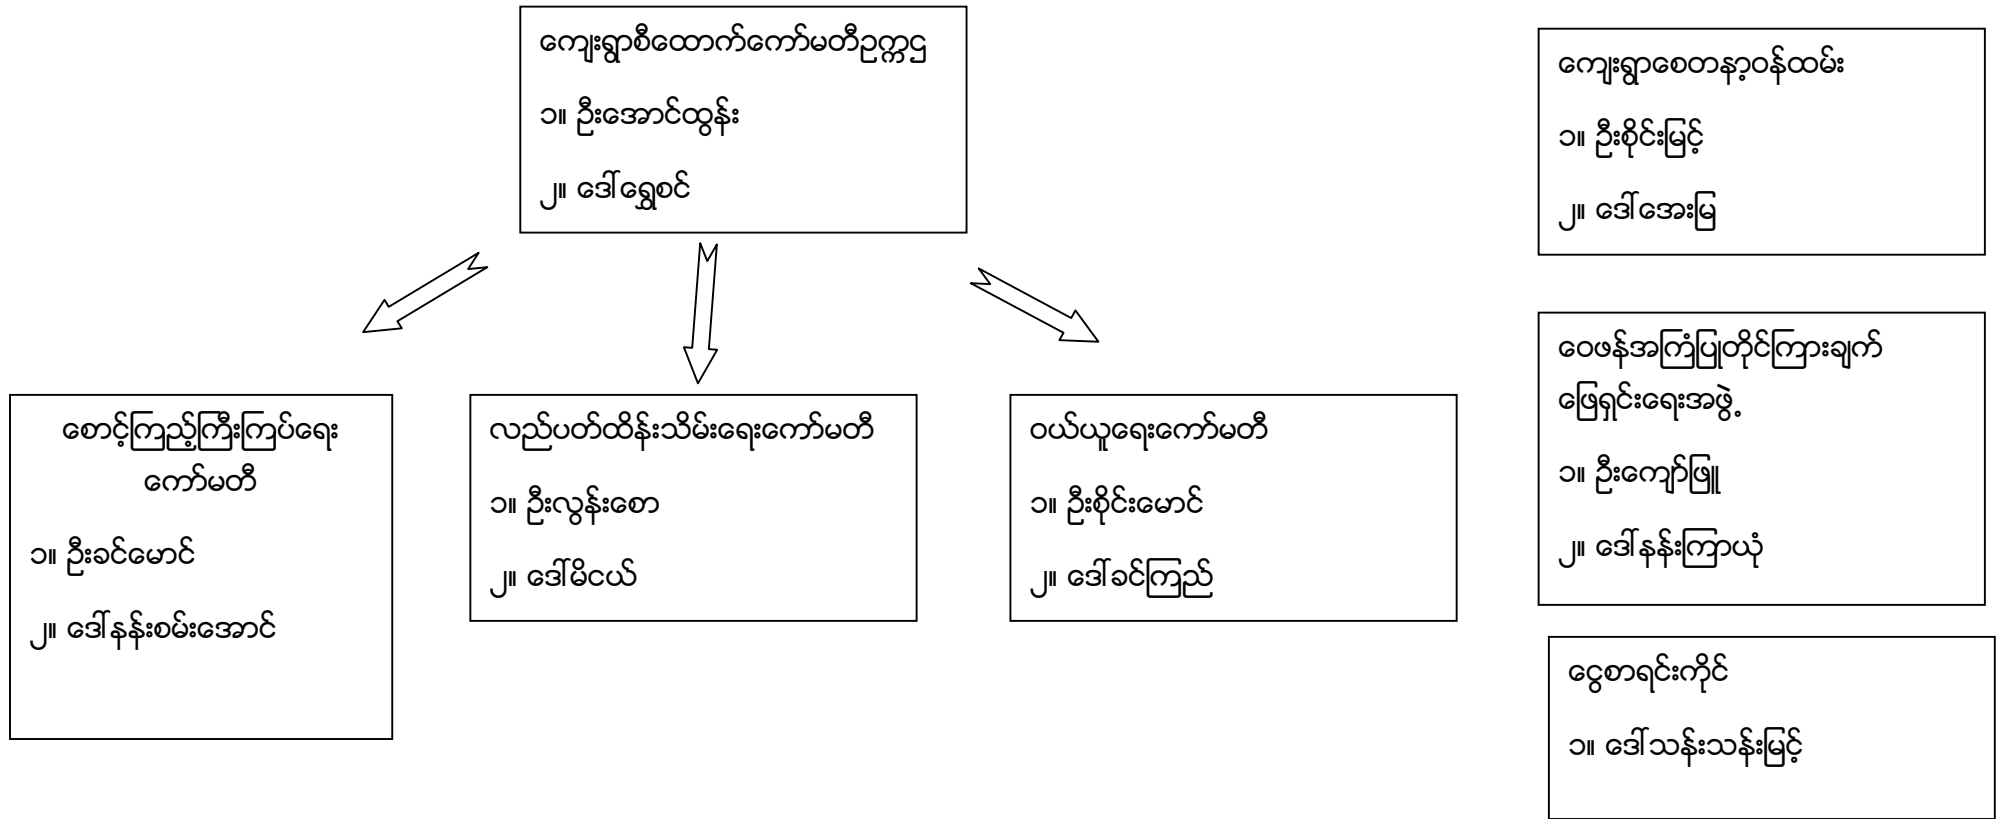 ကျေးရွာစီထောက်ကော်မတီဥက္ကဌ
၁။ ဦးအောင်ထွန်း
၂။ ဒေါ်ရွှေစင်
စောင့်ကြည့်ကြီးကြပ်ရေး
ကော်မတီ
၁။ ဦးခင်မောင်
၂။ ဒေါ်နန်းစမ်းအောင်
လည်ပတ်ထိန်းသိမ်းရေးကော်မတီ
၁။ ဦးလွန်းစော
၂။ ဒေါ်မိငယ်
ဝယ်ယူရေးကော်မတီ
၁။ ဦးစိုင်းမောင်
၂။ ဒေါ်ခင်ကြည်
ကျေးရွာစေတနာ့ဝန်ထမ်း
၁။ ဦးစိုင်းမြင့်
၂။ ဒေါ်အေးမြ
ဝေဖန်အကြံပြုတိုင်ကြားချက်
ဖြေရှင်းရေးအဖွဲ့
၁။ ဦးကျော်ဖြူ
၂။ ဒေါ်နန်းကြာယုံ
ငွေစာရင်းကိုင်
၁။ ဒေါ်သန်းသန်းမြင့်